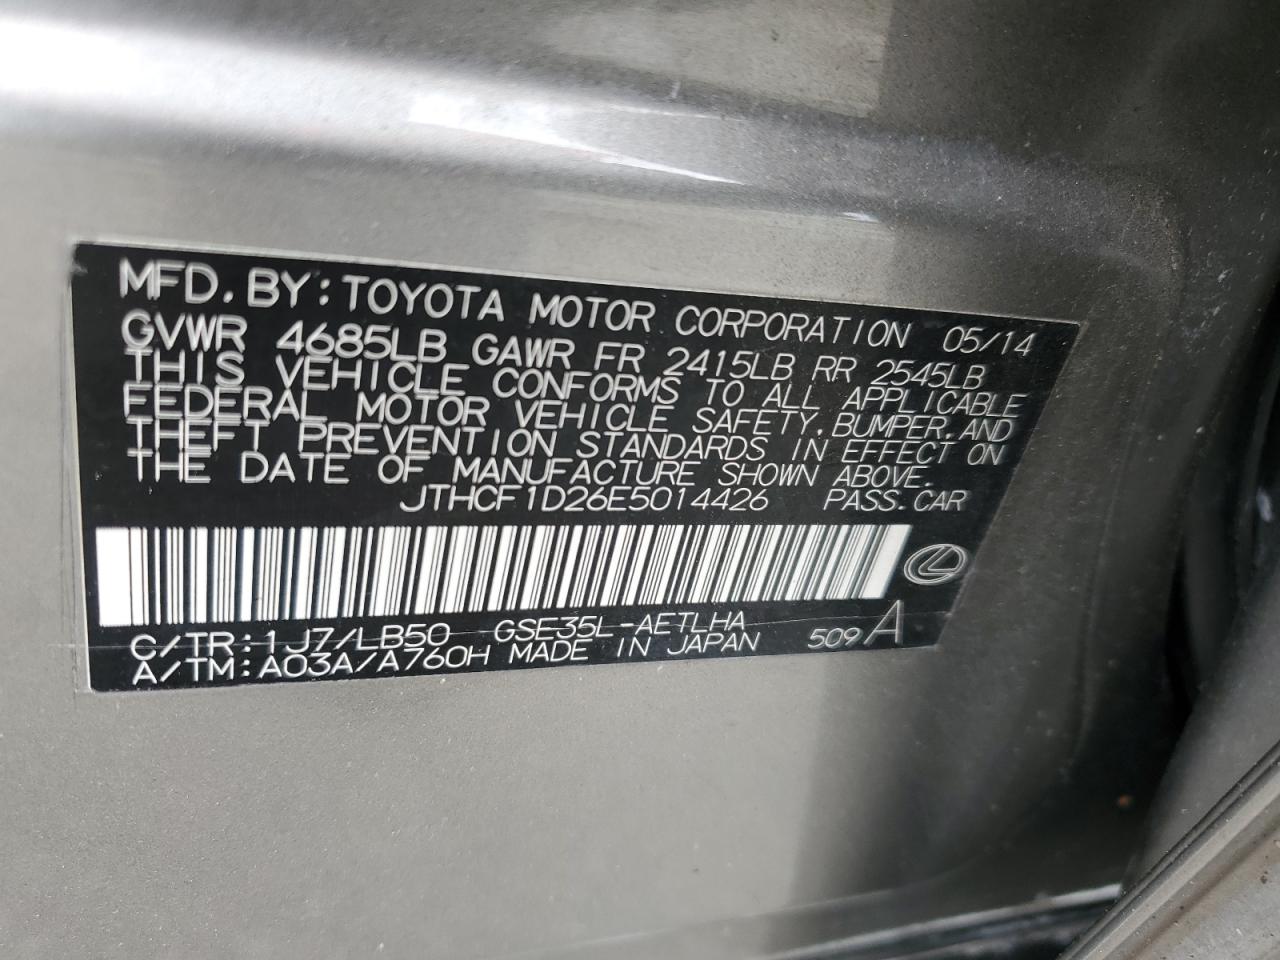 MFD. BY: TOYOTA MOTOR CORPORATION 05/14
GVWR 4685LB GAWR FR 2415LB RR 2545LB
THIS VEHICLE CONFORMS TO ALL APPLICABLE
FEDERAL MOTOR VEHICLE SAFETY, BUMPER, AND
THEFT PREVENTION STANDARDS IN EFFECT ON
THE DATE OF MANUFACTURE SHOWN ABOVE.
JTHCF1D26E5014426 PASS. CAR
C/TR: 1J7/LB50 GSE35L-AETLHA
A/TM: A03A/A760H MADE IN JAPAN 509 A